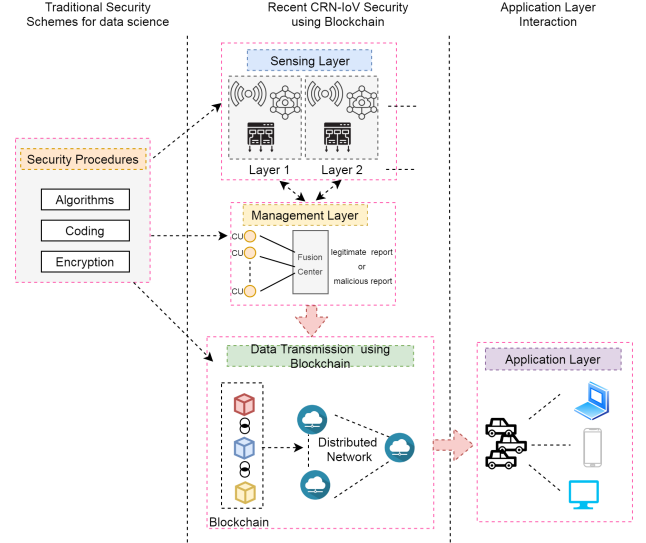 Traditional Security
Schemes for data science
Recent CRN-IoV Security
using Blockchain
Application Layer
Interaction
Sensing Layer
Layer 1
Layer 2
Security Procedures
Algorithms
Coding
Encryption
Management Layer
CU
CU
CU
Fusion
Center
legitimate report
or
malicious report
Data Transmission using
Blockchain
Distributed
Network
Blockchain
Application Layer